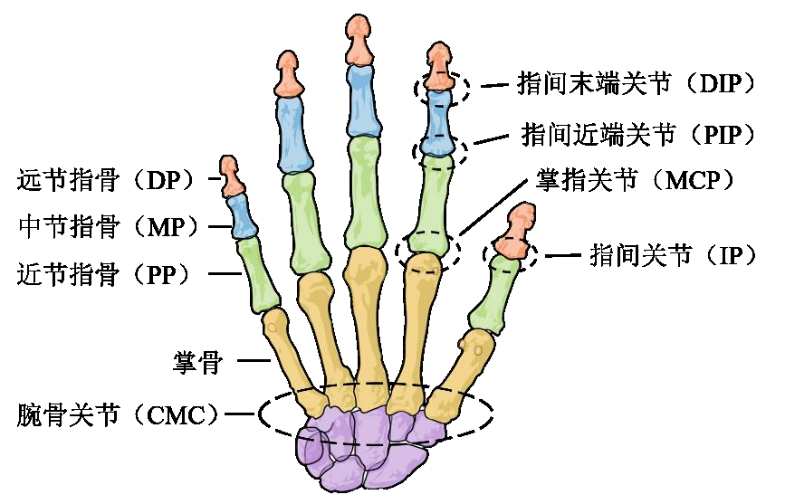 指间末端关节（DIP）
指间近端关节（PIP）
掌指关节（MCP）
指间关节（IP）
远节指骨（DP）
中节指骨（MP）
近节指骨（PP）
掌骨
腕骨关节（CMC）